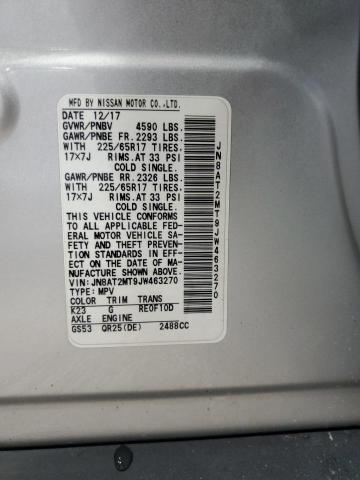 MFD BY NISSAN MOTOR CO.,LTD.
DATE 12/17
GVWR/PNBV 4590 LBS.
GAWR/PNBE FR. 2293 LBS.
WITH 225/65R17 TIRES.
17×7J RIMS.AT 33 PSI
COLD SINGLE.
GAWR/PNBE RR. 2326 LBS.
WITH 225/65R17 TIRES.
17×7J RIMS.AT 33 PSI
COLD SINGLE.
THIS VEHICLE CONFORMS
TO ALL APPLICABLE FED-
ERAL MOTOR VEHICLE SA-
FETY AND THEFT PREVEN-
TION STANDARDS IN EFF-
ECT ON THE DATE OF MA-
NUFACTURE SHOWN ABOVE.
VIN:JN8AT2MT9JW463270
TYPE:MPV
COLOR TRIM TRANS
K23 G RE0F10D
AXLE ENGINE
GS53 QR25(DE) 2488CC
JN8AT2MT9JW463270